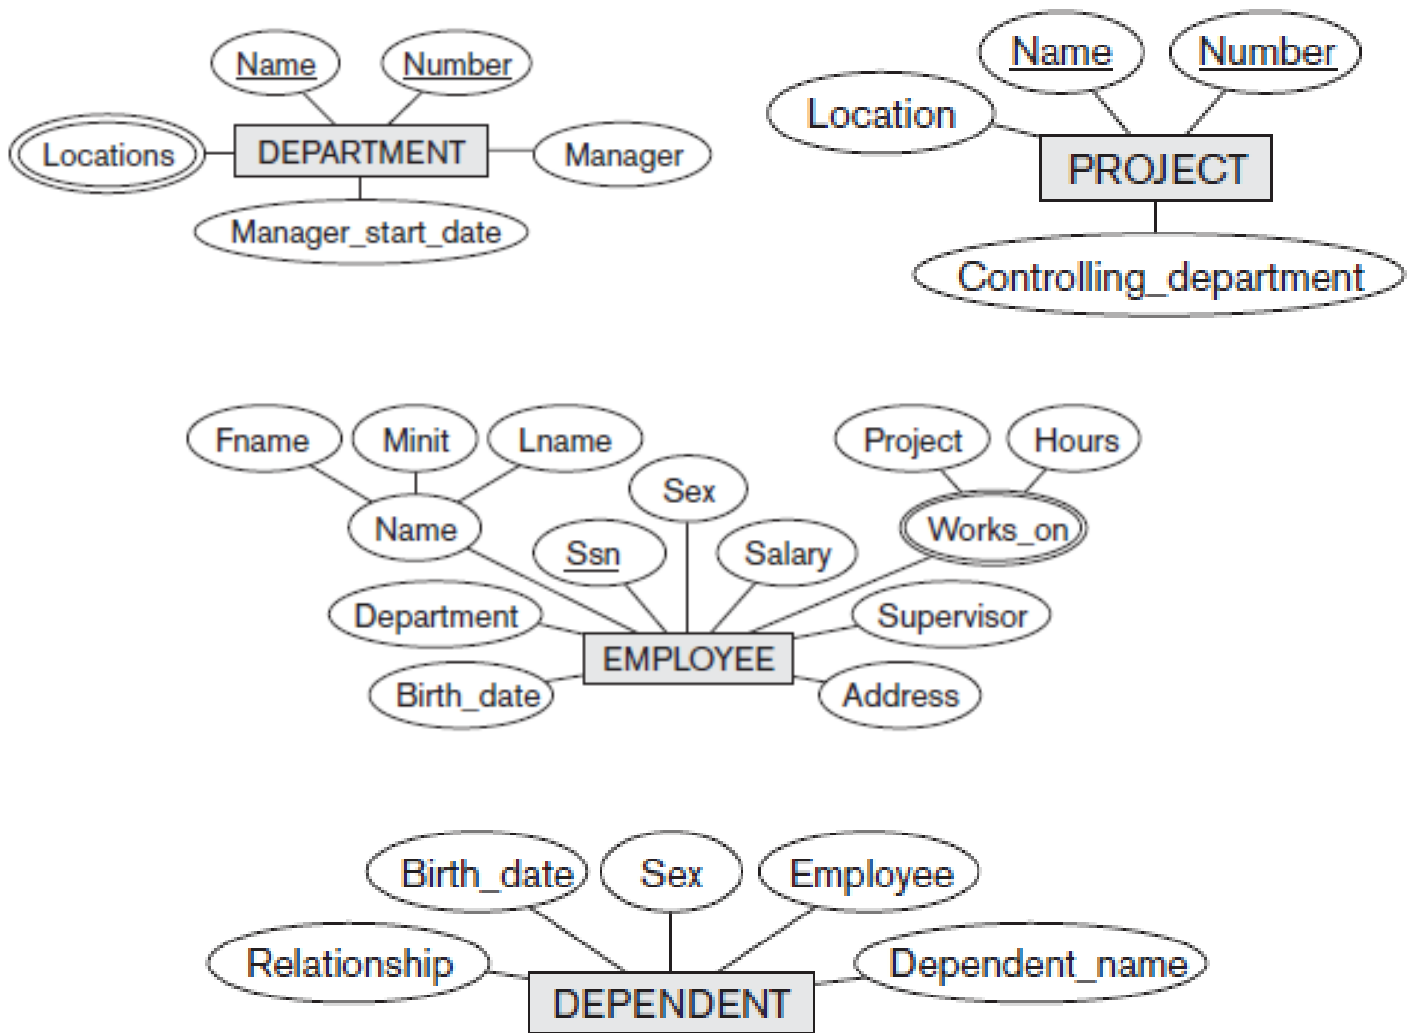 Name
Number
Locations
DEPARTMENT
Manager
Manager_start_date
Name
Number
Location
PROJECT
Controlling_department
Fname
Minit
Lname
Project
Hours
Name
Ssn
Sex
Salary
Works_on
Department
Supervisor
EMPLOYEE
Birth_date
Address
Birth_date
Sex
Employee
Relationship
Dependent_name
DEPENDENT